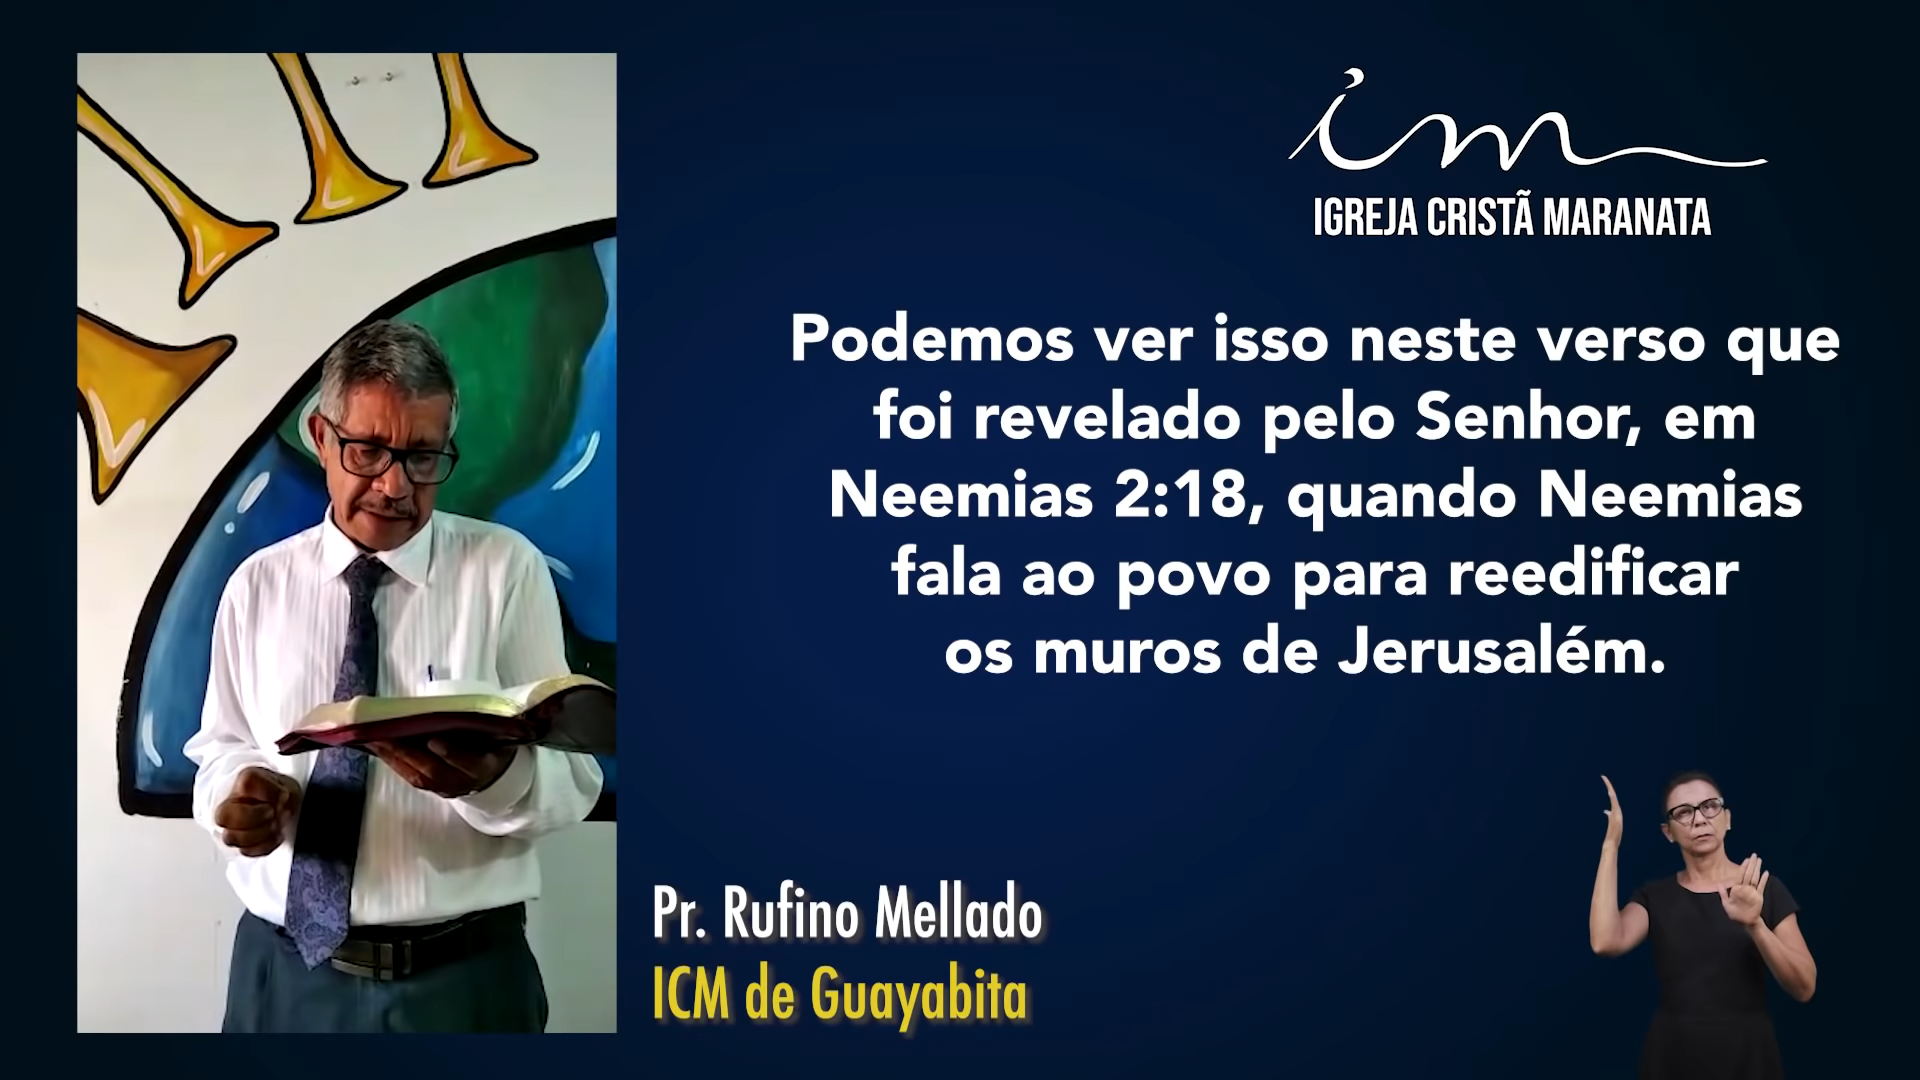 im
IGREJA CRISTÃ MARANATA
Podemos ver isso neste verso que
foi revelado pelo Senhor, em
Neemias 2:18, quando Neemias
fala ao povo para reedificar
os muros de Jerusalém.
Pr. Rufino Mellado
ICM de Guayabita